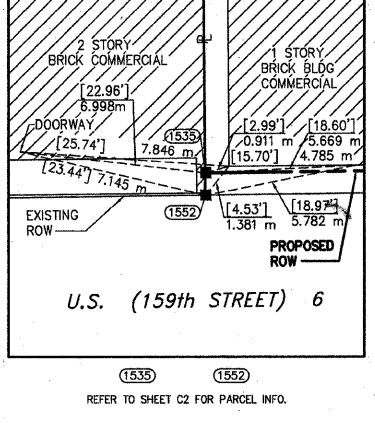 2 STORY
BRICK COMMERCIAL
1 STORY
BRICK BLDG
COMMERCIAL
[22.96']
6.998m
DOORWAY
[25.74']
7.846 m
1535
[2.99']
0.911 m
[18.60']
5.669 m
[15.70']
4.785 m
[23.44'] 7.145 m
EXISTING
ROW
1552
[4.53']
1.381 m
[18.97']
5.782 m
PROPOSED
ROW
U.S. (159th STREET) 6
1535 1552
REFER TO SHEET C2 FOR PARCEL INFO.